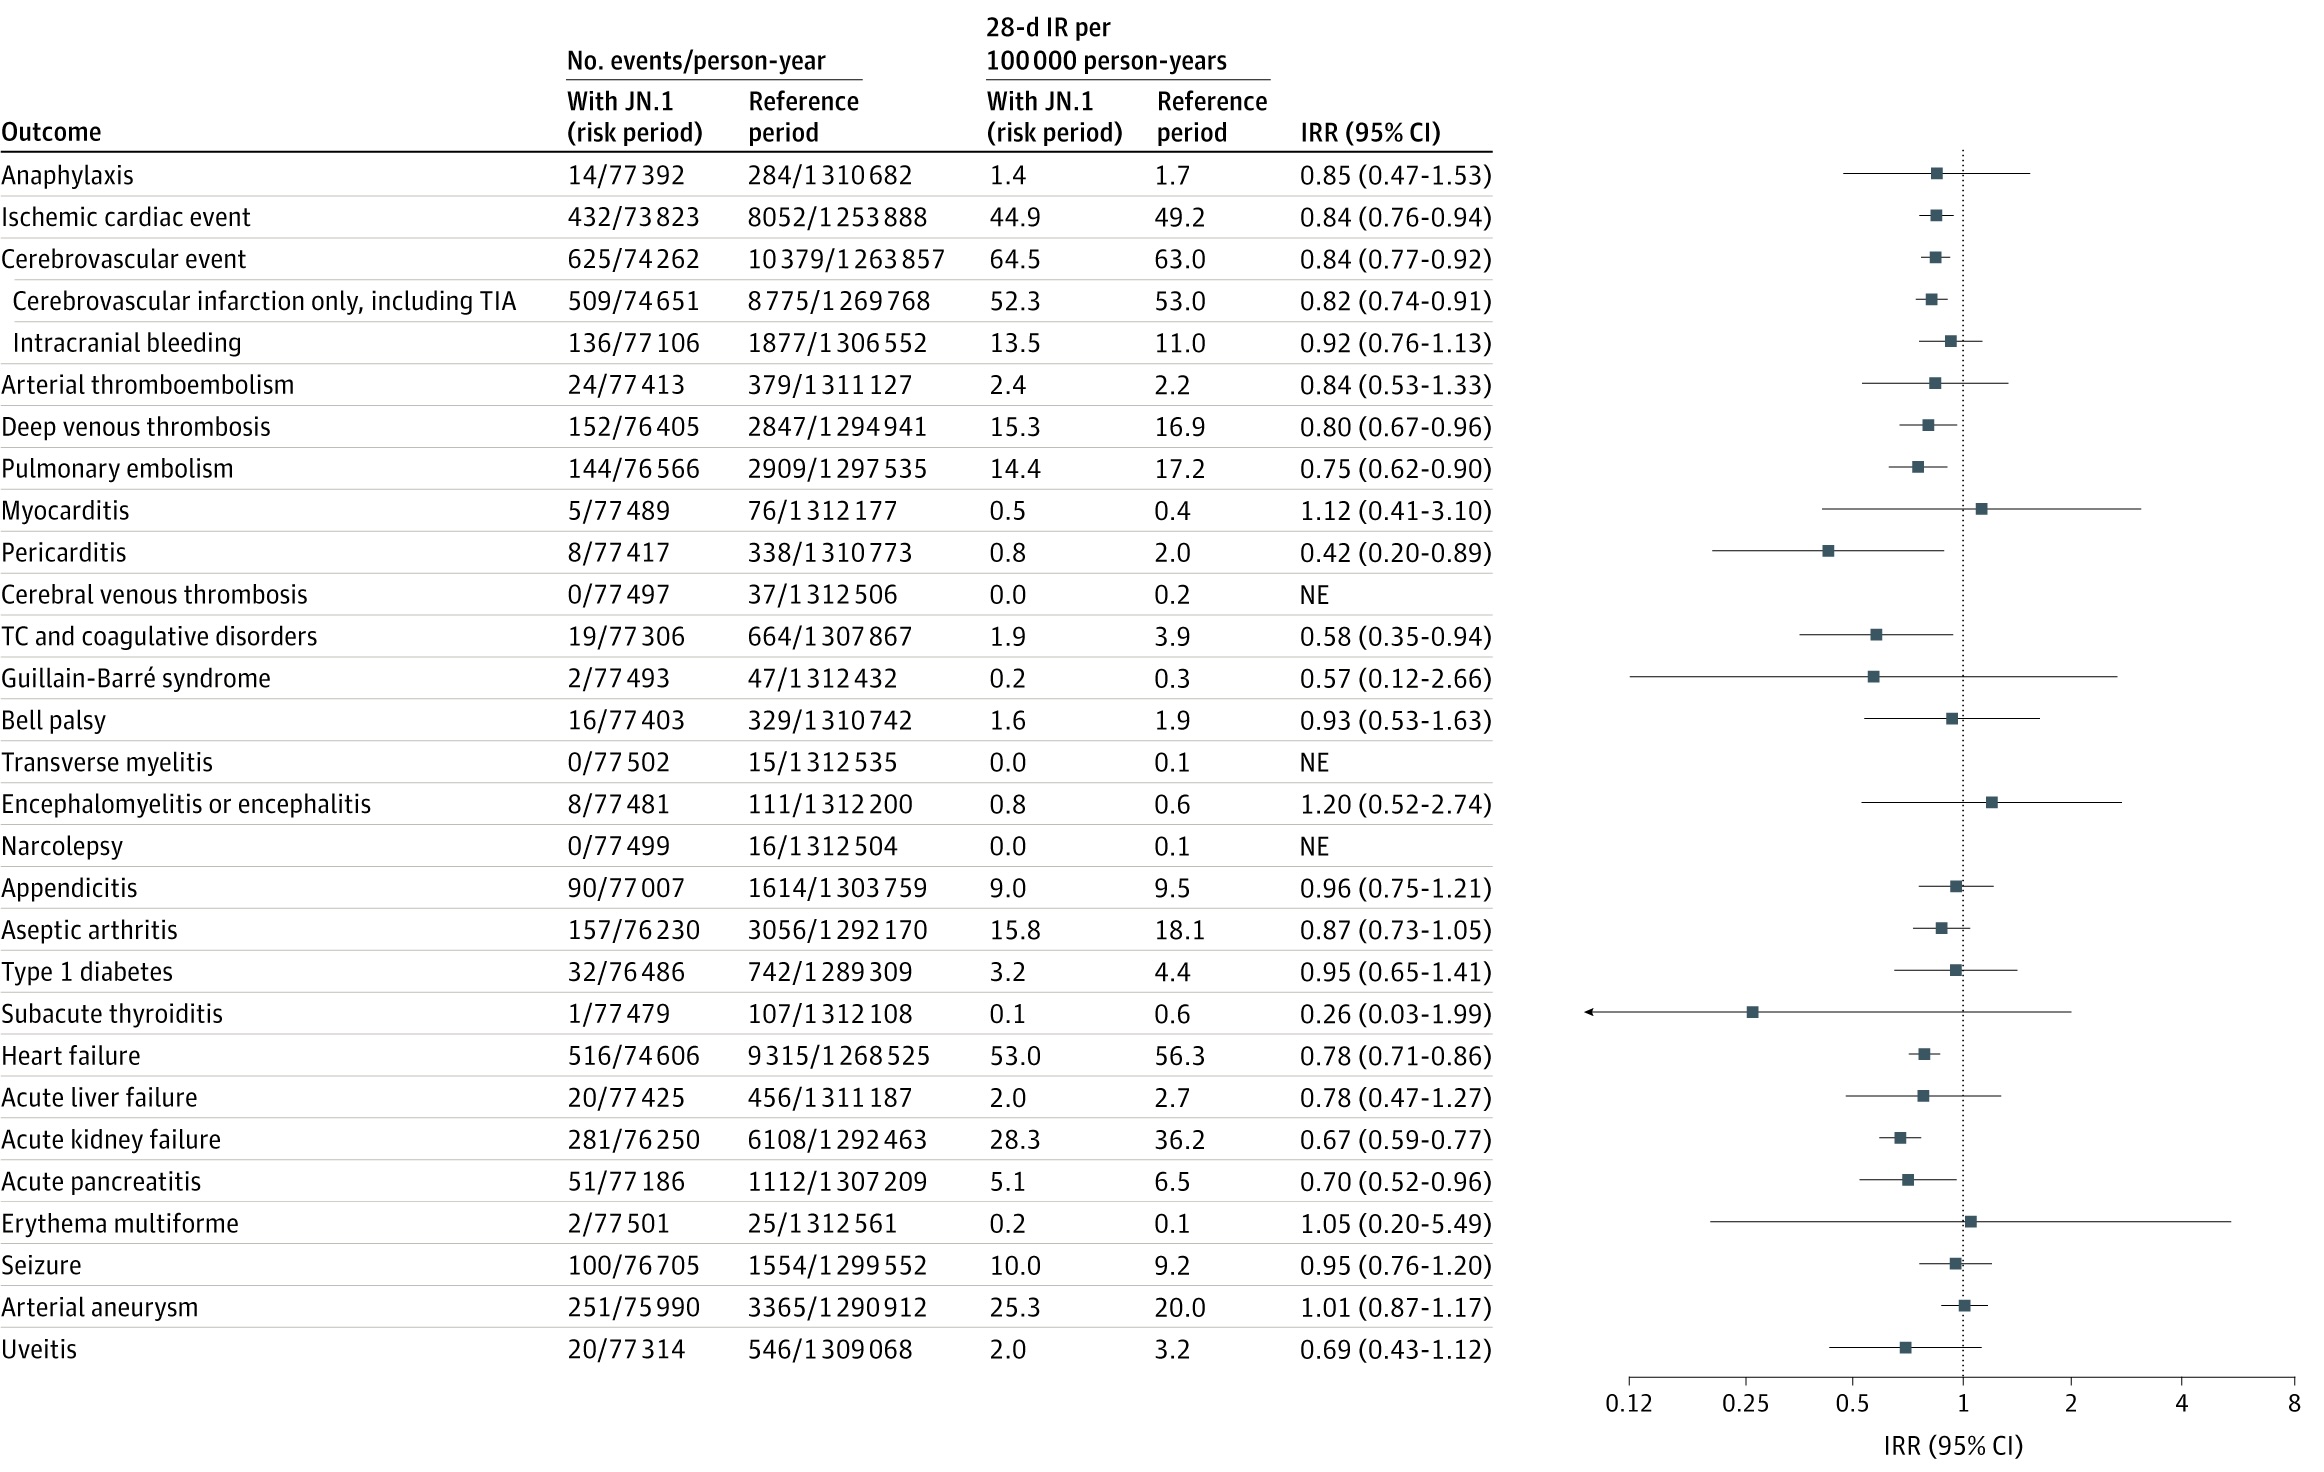 28-d IR per
No. events/person-year 100 000 person-years
With JN.1 Reference With JN.1 Reference
Outcome (risk period) period (risk period) period IRR (95% CI)
Anaphylaxis 14/77 392 284/1 310 682 1.4 1.7 0.85 (0.47-1.53)
Ischemic cardiac event 432/73 823 8052/1 253 888 44.9 49.2 0.84 (0.76-0.94)
Cerebrovascular event 625/74 262 10 379/1 263 857 64.5 63.0 0.84 (0.77-0.92)
Cerebrovascular infarction only, including TIA 509/74 651 8775/1 269 768 52.3 53.0 0.82 (0.74-0.91)
Intracranial bleeding 136/77 106 1877/1 306 552 13.5 11.0 0.92 (0.76-1.13)
Arterial thromboembolism 24/77 413 379/1 311 127 2.4 2.2 0.84 (0.53-1.33)
Deep venous thrombosis 152/76 405 2847/1 294 941 15.3 16.9 0.80 (0.67-0.96)
Pulmonary embolism 144/76 566 2909/1 297 535 14.4 17.2 0.75 (0.62-0.90)
Myocarditis 5/77 489 76/1 312 177 0.5 0.4 1.12 (0.41-3.10)
Pericarditis 8/77 417 338/1 310 773 0.8 2.0 0.42 (0.20-0.89)
Cerebral venous thrombosis 0/77 497 37/1 312 506 0.0 0.2 NE
TC and coagulative disorders 19/77 306 664/1 307 867 1.9 3.9 0.58 (0.35-0.94)
Guillain-Barré syndrome 2/77 493 47/1 312 432 0.2 0.3 0.57 (0.12-2.66)
Bell palsy 16/77 403 329/1 310 742 1.6 1.9 0.93 (0.53-1.63)
Transverse myelitis 0/77 502 15/1 312 535 0.0 0.1 NE
Encephalomyelitis or encephalitis 8/77 481 111/1 312 200 0.8 0.6 1.20 (0.52-2.74)
Narcolepsy 0/77 499 16/1 312 504 0.0 0.1 NE
Appendicitis 90/77 007 1614/1 303 759 9.0 9.5 0.96 (0.75-1.21)
Aseptic arthritis 157/76 230 3056/1 292 170 15.8 18.1 0.87 (0.73-1.05)
Type 1 diabetes 32/76 486 742/1 289 309 3.2 4.4 0.95 (0.65-1.41)
Subacute thyroiditis 1/77 479 107/1 312 108 0.1 0.6 0.26 (0.03-1.99)
Heart failure 516/74 606 9315/1 268 525 53.0 56.3 0.78 (0.71-0.86)
Acute liver failure 20/77 425 456/1 311 187 2.0 2.7 0.78 (0.47-1.27)
Acute kidney failure 281/76 250 6108/1 292 463 28.3 36.2 0.67 (0.59-0.77)
Acute pancreatitis 51/77 186 1112/1 307 209 5.1 6.5 0.70 (0.52-0.96)
Erythema multiforme 2/77 501 25/1 312 561 0.2 0.1 1.05 (0.20-5.49)
Seizure 100/76 705 1554/1 299 552 10.0 9.2 0.95 (0.76-1.20)
Arterial aneurysm 251/75 990 3365/1 290 912 25.3 20.0 1.01 (0.87-1.17)
Uveitis 20/77 314 546/1 309 068 2.0 3.2 0.69 (0.43-1.12)
0.12 0.25 0.5 1 2 4 8
IRR (95% CI)